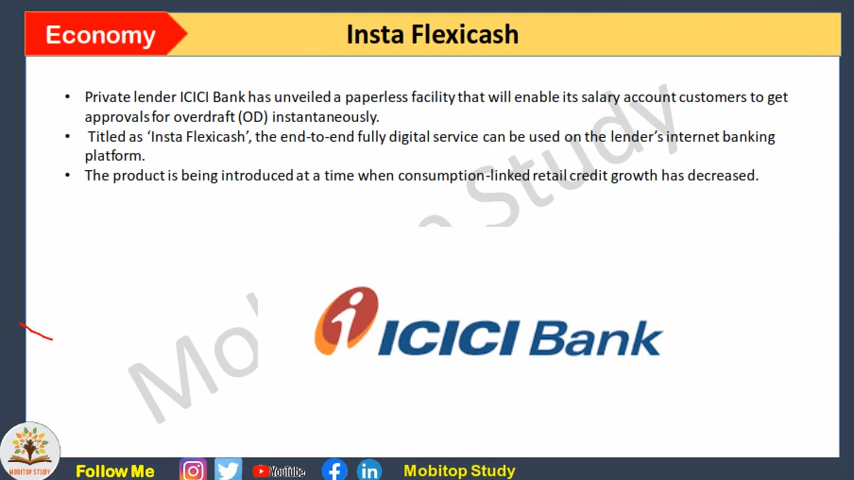 Economy
Insta Flexicash
• Private lender ICICI Bank has unveiled a paperless facility that will enable its salary account customers to get
approvals for overdraft (OD) instantaneously.
• Titled as ‘Insta Flexicash’, the end-to-end fully digital service can be used on the lender’s internet banking
platform.
• The product is being introduced at a time when consumption-linked retail credit growth has decreased.
Study
Mo
i ICICI Bank
MOBITOP STUDY
Follow Me
YouTube
f
in
Mobitop Study